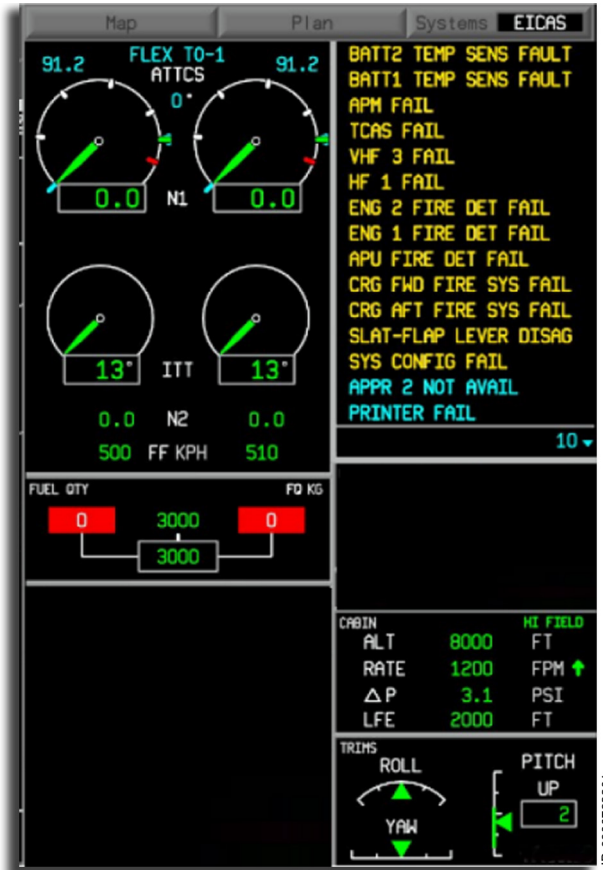 Map Plan Systems EICAS
FLEX TO-1
91.2 ATTCS 91.2
0°
0.0 N1 0.0
13° ITT 13°
0.0 N2 0.0
500 FF KPH 510
FUEL QTY FQ KG
0 3000 0
3000
BATT2 TEMP SENS FAULT
BATT1 TEMP SENS FAULT
APM FAIL
TCAS FAIL
VHF 3 FAIL
HF 1 FAIL
ENG 2 FIRE DET FAIL
ENG 1 FIRE DET FAIL
APU FIRE DET FAIL
CRG FWD FIRE SYS FAIL
CRG AFT FIRE SYS FAIL
SLAT-FLAP LEVER DISAG
SYS CONFIG FAIL
APPR 2 NOT AVAIL
PRINTER FAIL
10
CABIN HI FIELD
ALT 8000 FT
RATE 1200 FPM ↑
Δ P 3.1 PSI
LFE 2000 FT
TRIMS
ROLL PITCH
UP
2
YAW